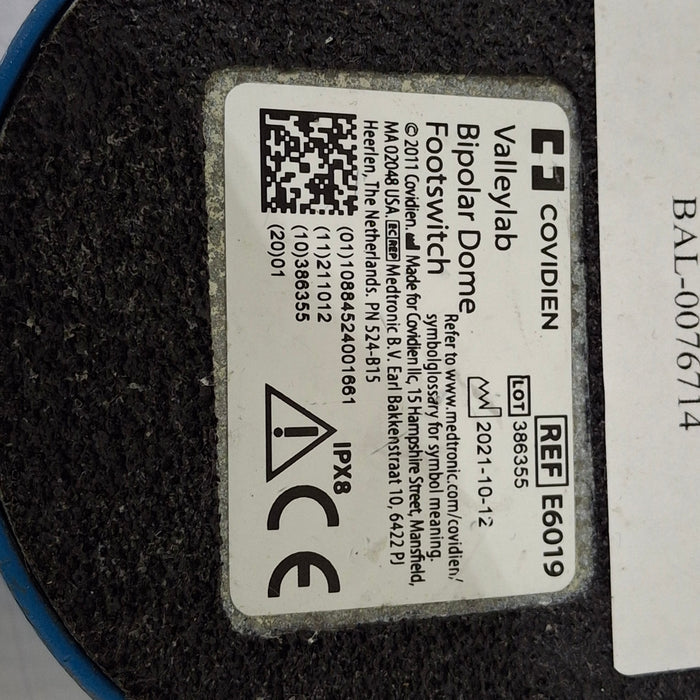 COVIDIEN
REF E6019
LOT 386355
2021-10-12
Valleylab
Bipolar Dome
Footswitch
Refer to www.medtronic.com/covidien/
symbolglossary for symbol meaning.
© 2011 Covidien. Made for Covidien llc, 15 Hampshire Street, Mansfield,
MA 02048 USA. EC REP Medtronic B.V. Earl Bakkenstraat 10, 6422 PJ
Heerlen, The Netherlands. PN 524-B15
(01)10884524001661
(11)211012
(10)386355
(20)01
IPX8
CE
BAL-0076714